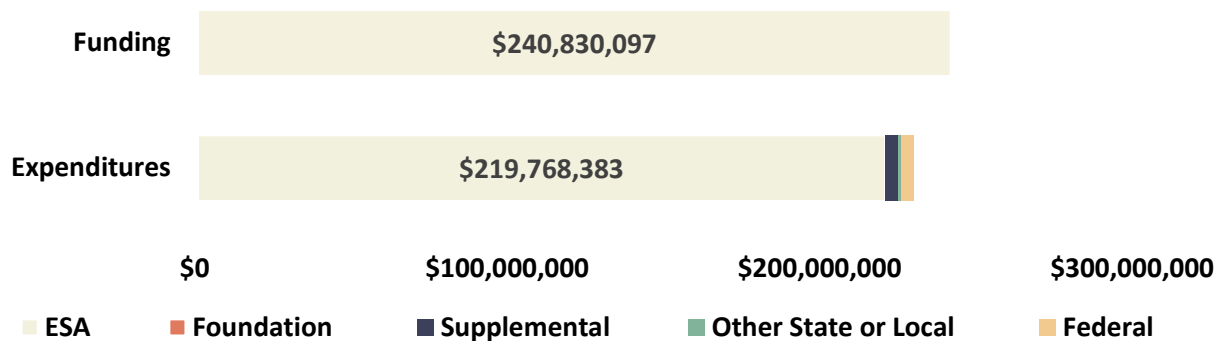 Funding
$240,830,097
Expenditures
$219,768,383
$0 $100,000,000 $200,000,000 $300,000,000
ESA Foundation Supplemental Other State or Local Federal